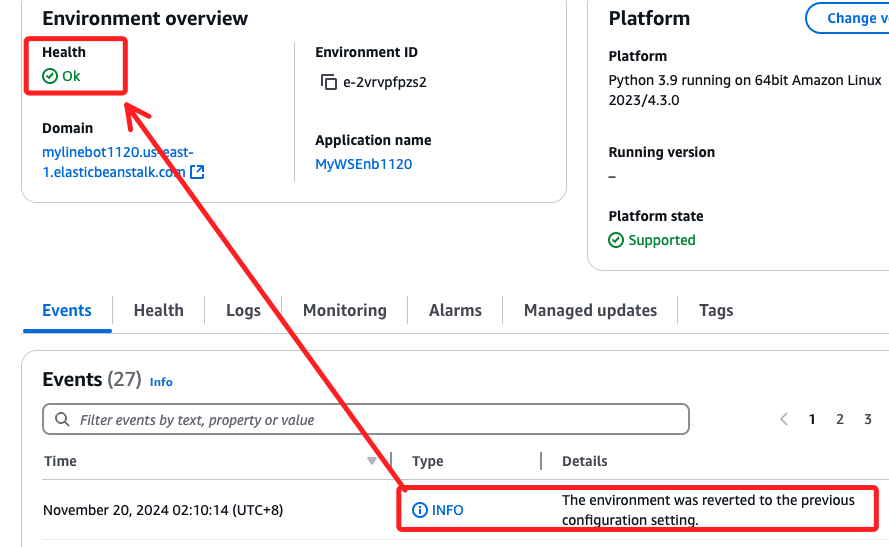 Environment overview
Health
Ok
Environment ID
e-2vrvpfpzs2
Domain
mylinebot1120.us-east-
1.elasticbeanstalk.com
Application name
MyWSEnb1120
Platform
Change v
Platform
Python 3.9 running on 64bit Amazon Linux
2023/4.3.0
Running version
–
Platform state
Supported
Events Health Logs Monitoring Alarms Managed updates Tags
Events (27) Info
Filter events by text, property or value
1 2 3
Time Type Details
November 20, 2024 02:10:14 (UTC+8) INFO The environment was reverted to the previous
configuration setting.